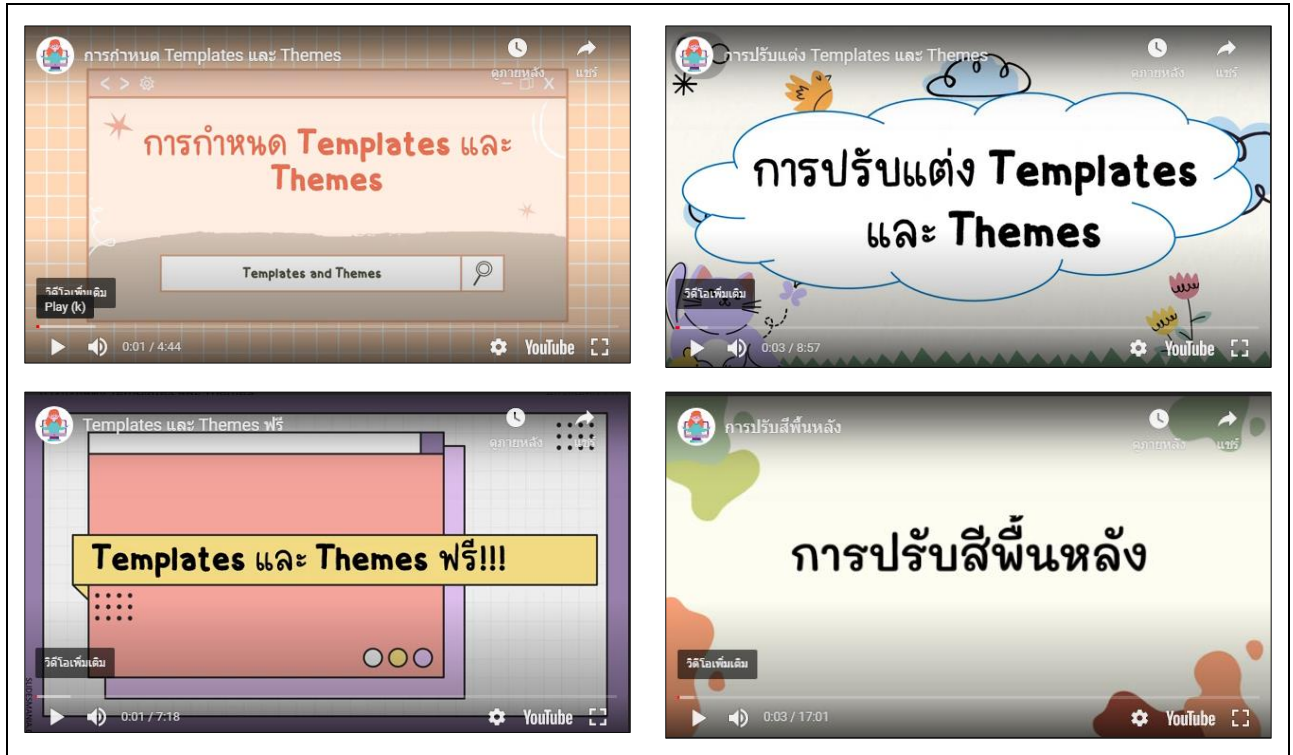 การกำหนด Templates และ Themes
ดูภายหลัง
แชร์
การกำหนด Templates และ
Themes
Templates and Themes
วิดีโอเพิ่มเติม
Play (k)
0:01 / 4:44
YouTube
การปรับแต่ง Templates และ Themes
ดูภายหลัง
แชร์
การปรับแต่ง Templates
และ Themes
วิดีโอเพิ่มเติม
0:03 / 8:57
YouTube
Templates และ Themes ฟรี
ดูภายหลัง
แชร์
Templates และ Themes ฟรี!!!
วิดีโอเพิ่มเติม
0:01 / 7:18
YouTube
การปรับสีพื้นหลัง
ดูภายหลัง
แชร์
การปรับสีพื้นหลัง
วิดีโอเพิ่มเติม
0:03 / 17:01
YouTube